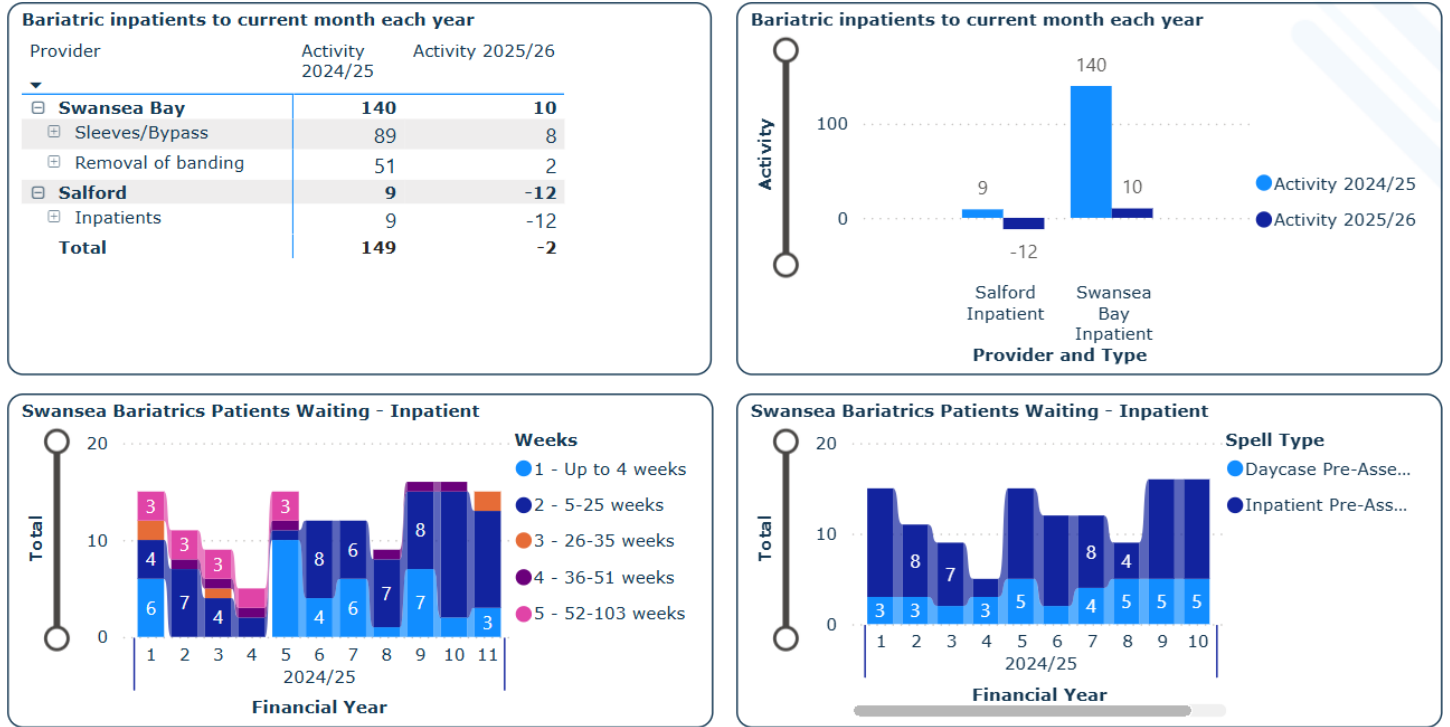 Bariatric inpatients to current month each year
Provider Activity 2024/25 Activity 2025/26
Swansea Bay 140 10
Sleeves/Bypass 89 8
Removal of banding 51 2
Salford 9 -12
Inpatients 9 -12
Total 149 -2
Bariatric inpatients to current month each year
Activity
100
0
9
-12
140
10
Salford Inpatient
Swansea Bay Inpatient
Provider and Type
Activity 2024/25
Activity 2025/26
Swansea Bariatrics Patients Waiting - Inpatient
Total
20
10
0
3 3 3 3
4 7 4 8 6 7 8
6 4 6 7 3
1 2 3 4 5 6 7 8 9 10 11
2024/25
Financial Year
Weeks
1 - Up to 4 weeks
2 - 5-25 weeks
3 - 26-35 weeks
4 - 36-51 weeks
5 - 52-103 weeks
Swansea Bariatrics Patients Waiting - Inpatient
Total
20
10
0
8 7 8 4
3 3 3 5 4 5 5 5
1 2 3 4 5 6 7 8 9 10
2024/25
Financial Year
Spell Type
Daycase Pre-Asse...
Inpatient Pre-Ass...